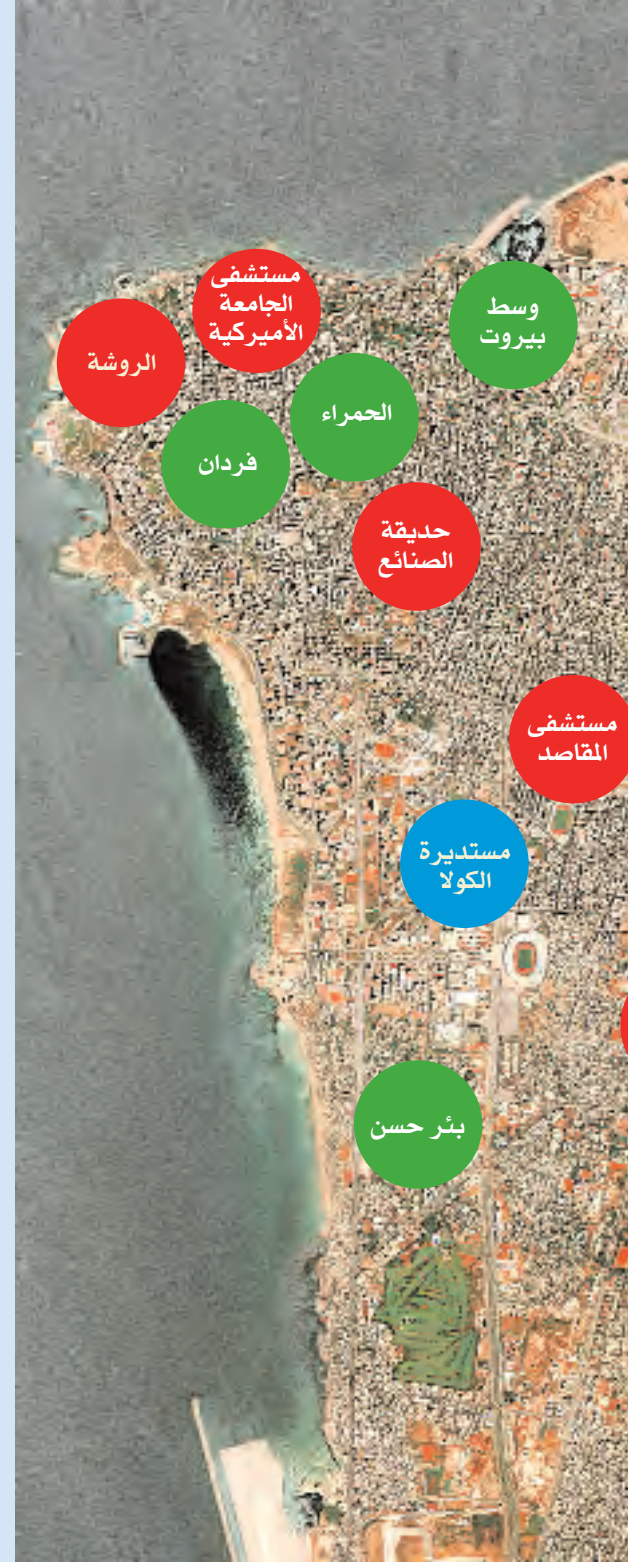 مستشفى
الجامعة
الأميركية
وسط
بيروت
الروشة
الحمراء
فردان
حديقة
الصنائع
مستشفى
المقاصد
مستديرة
الكولا
بئر حسن